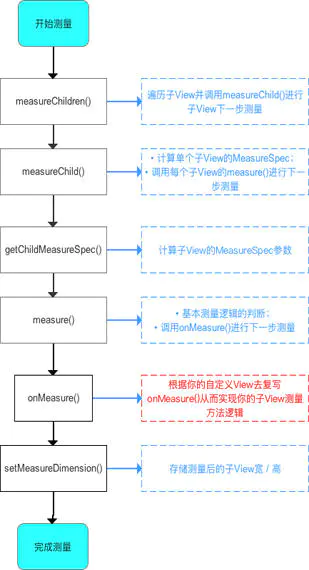 开始测量
measureChildren()
遍历子View并调用measureChild()进行
子View下一步测量
measureChild()
• 计算单个子View的MeasureSpec;
• 调用每个子View的measure()进行下一
步测量
getChildMeasureSpec()
计算子View的MeasureSpec参数
measure()
• 基本测量逻辑的判断;
• 调用onMeasure()进行下一步测量
onMeasure()
根据你的自定义View去复写
onMeasure()从而实现你的子View测量
方法逻辑
setMeasureDimension()
存储测量后的子View宽 / 高
完成测量